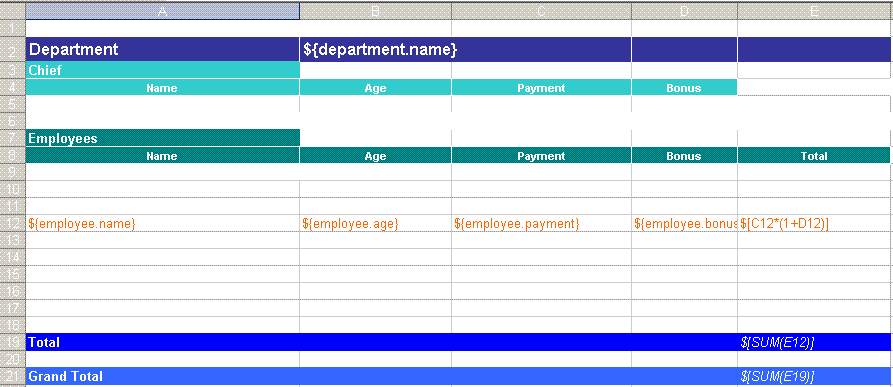 A B C D E
1
2 Department ${department.name}
3 Chief
4 Name Age Payment Bonus
5
6
7 Employees
8 Name Age Payment Bonus Total
9
10
11
12 ${employee.name} ${employee.age} ${employee.payment} ${employee.bonus $[C12*(1+D12)]
13
14
15
16
17
18
19 Total $[SUM(E12)]
20
21 Grand Total $[SUM(E19)]